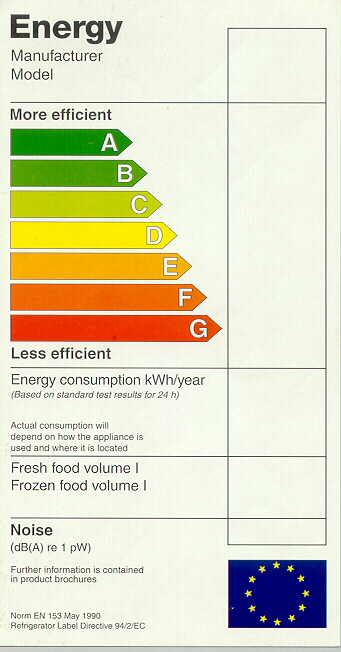 Energy
Manufacturer
Model
More efficient
A
B
C
D
E
F
G
Less efficient
Energy consumption kWh/year
(Based on standard test results for 24 h)
Actual consumption will
depend on how the appliance is
used and where it is located
Fresh food volume l
Frozen food volume l
Noise
(dB(A) re 1 pW)
Further information is contained
in product brochures
Norm EN 153 May 1990
Refrigerator Label Directive 94/2/EC